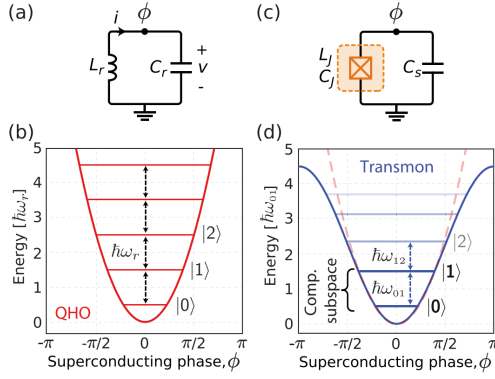 (a)
i
ϕ
L_r
C_r
+
v
-
(c)
ϕ
L_J
C_J
C_s
(b)
Energy [ħω_r]
5
4
3
2
1
0
|2⟩
ħω_r
|1⟩
|0⟩
QHO
-π
-π/2
0
π/2
π
Superconducting phase, ϕ
(d)
Energy [ħω_01]
5
4
3
2
1
0
Transmon
|2⟩
ħω_12
|1⟩
ħω_01
|0⟩
Comp.
subspace
-π
-π/2
0
π/2
π
Superconducting phase, ϕ